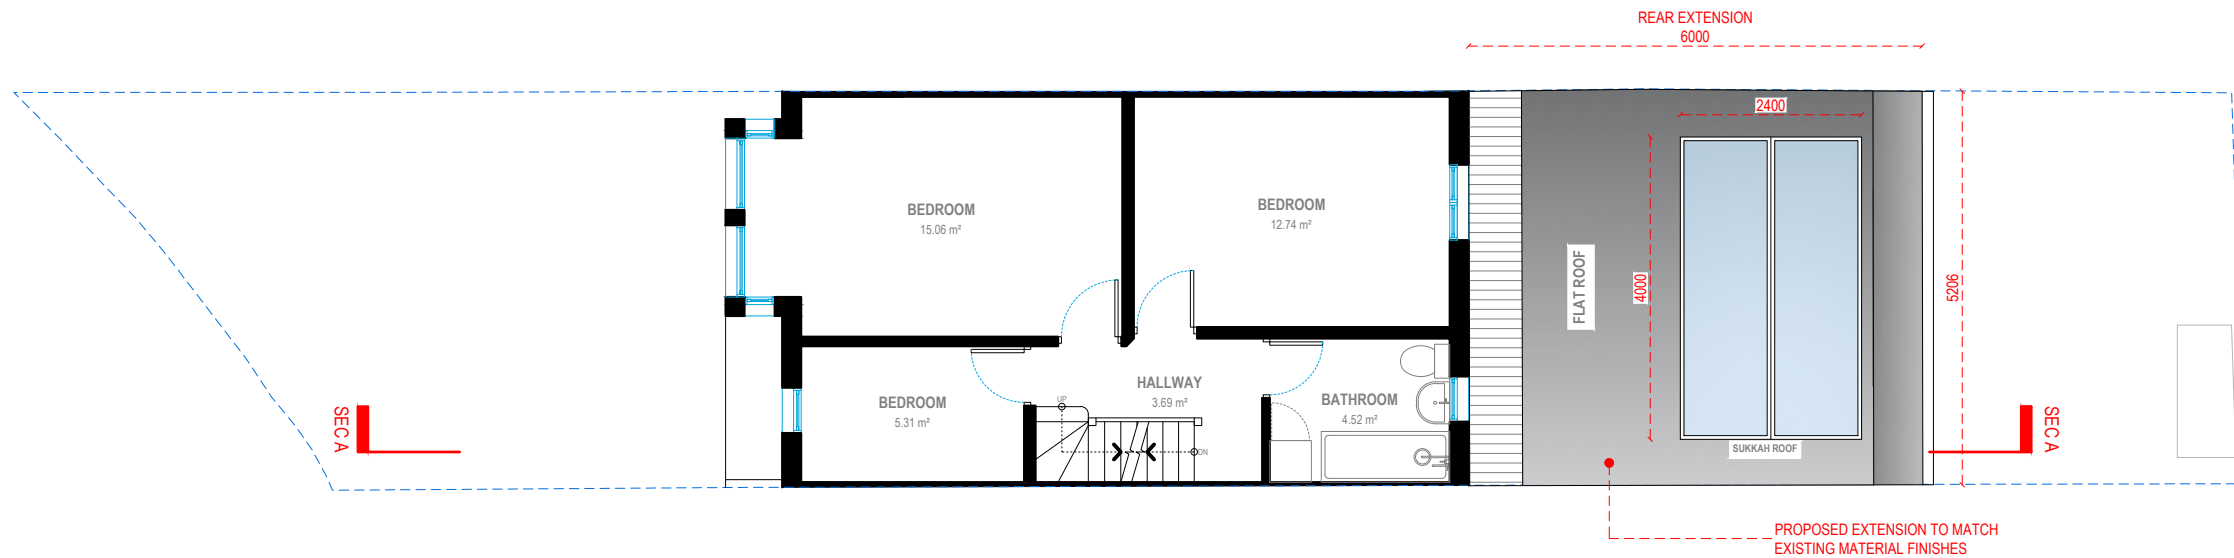 REAR EXTENSION
6000
2400
BEDROOM
15.06 m²
BEDROOM
12.74 m²
FLAT ROOF
4000
5206
BEDROOM
5.31 m²
HALLWAY
3.69 m²
BATHROOM
4.52 m²
UP
DN
SUKKAH ROOF
SEC A
SEC A
PROPOSED EXTENSION TO MATCH
EXISTING MATERIAL FINISHES